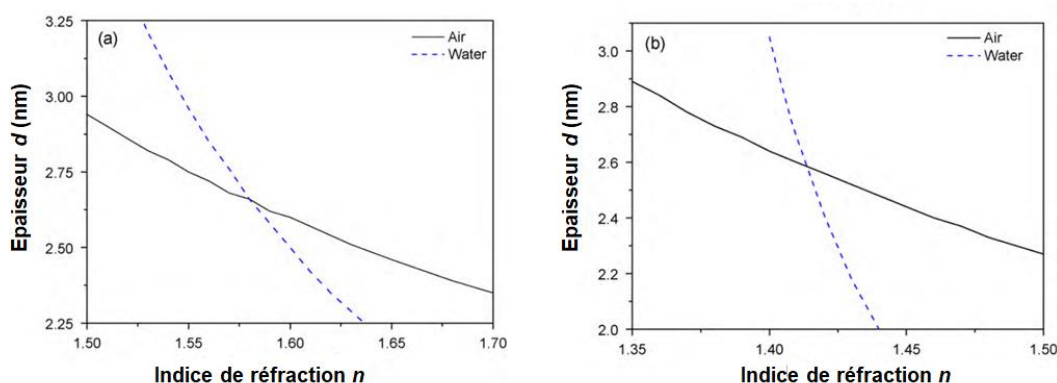 (a)
Air
Water
3.25
3.00
2.75
2.50
2.25
1.50 1.55 1.60 1.65 1.70
Epaisseur d (nm)
Indice de réfraction n
(b)
Air
Water
3.0
2.8
2.6
2.4
2.2
2.0
1.35 1.40 1.45 1.50
Epaisseur d (nm)
Indice de réfraction n